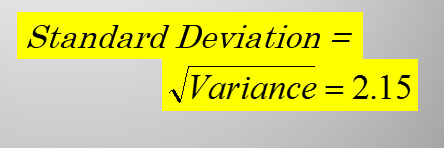 Standard Deviation =
√Variance = 2.15